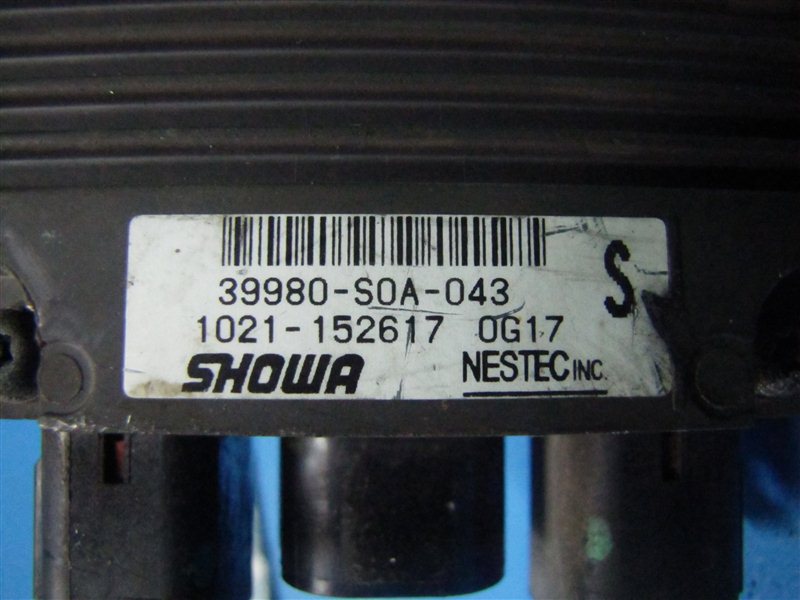 39980-S0A-043
S
1021-152617 0G17
SHOWA NESTEC INC.